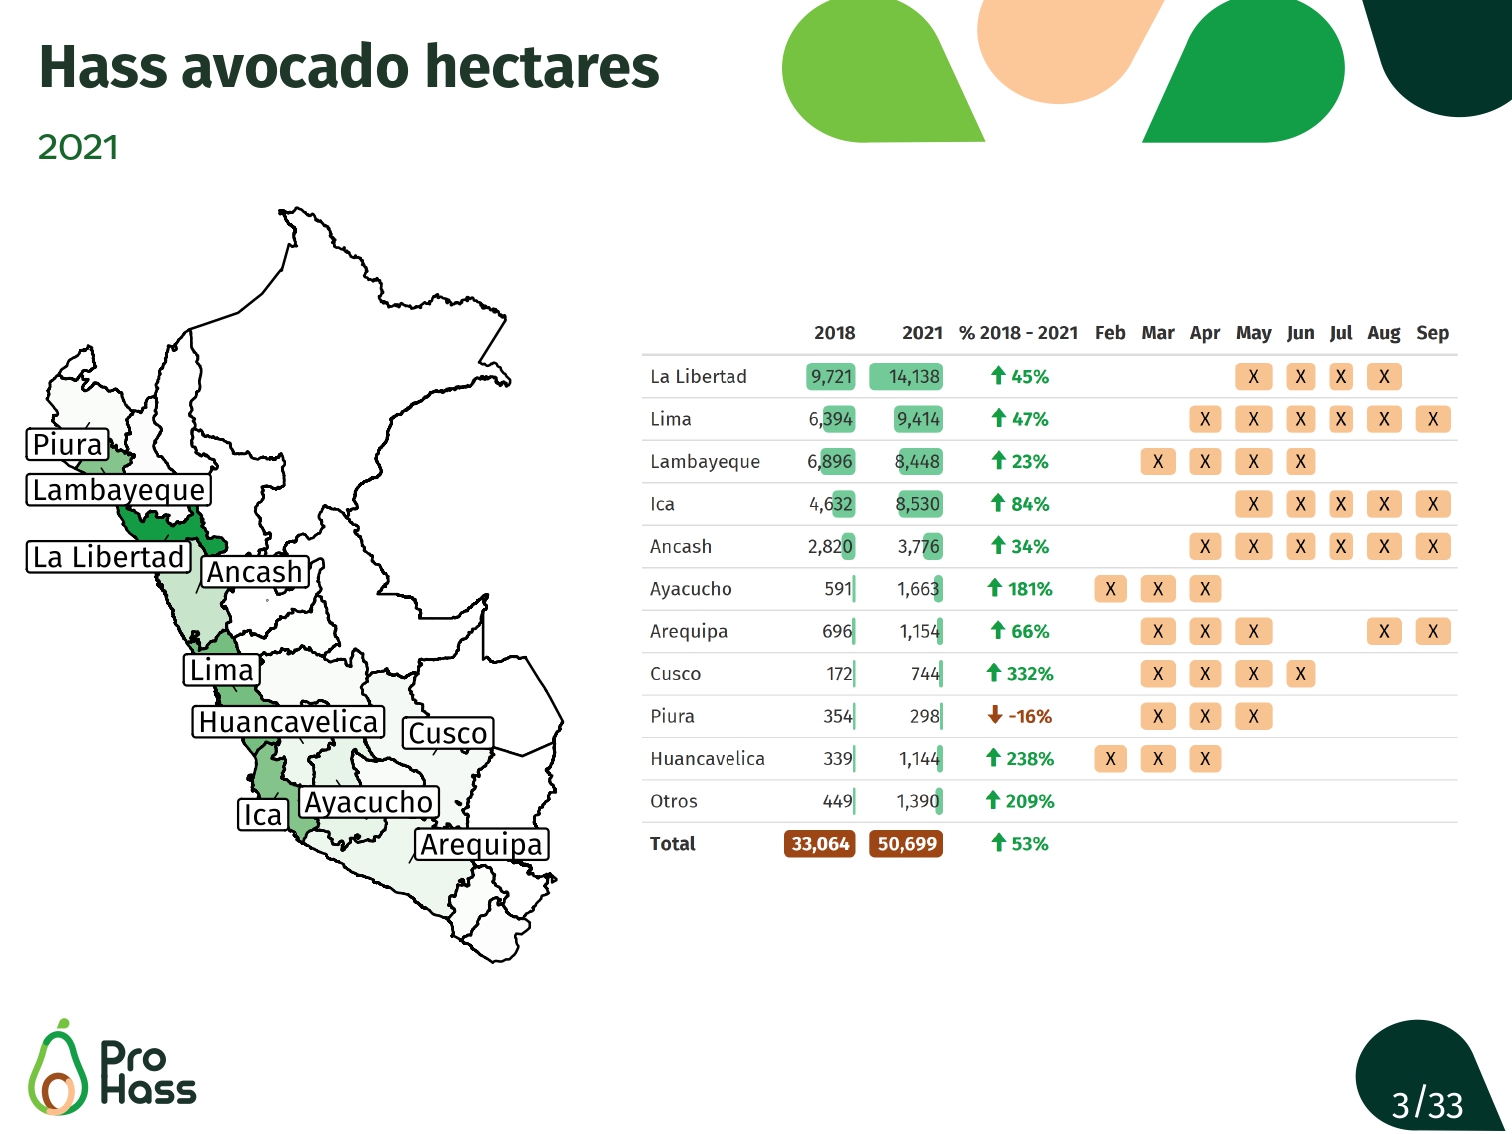 Hass avocado hectares
2021
Piura
Lambayeque
La Libertad
Ancash
Lima
Huancavelica
Cusco
Ica
Ayacucho
Arequipa
2018 2021 % 2018 - 2021 Feb Mar Apr May Jun Jul Aug Sep
La Libertad 9,721 14,138 45% X X X X
Lima 6,394 9,414 47% X X X X X X
Lambayeque 6,896 8,448 23% X X X X
Ica 4,632 8,530 84% X X X X X
Ancash 2,820 3,776 34% X X X X X X
Ayacucho 591 1,663 181% X X X
Arequipa 696 1,154 66% X X X X X
Cusco 172 744 332% X X X X
Piura 354 298 -16% X X X
Huancavelica 339 1,144 238% X X X
Otros 449 1,390 209%
Total 33,064 50,699 53%
Pro
Hass
3/33